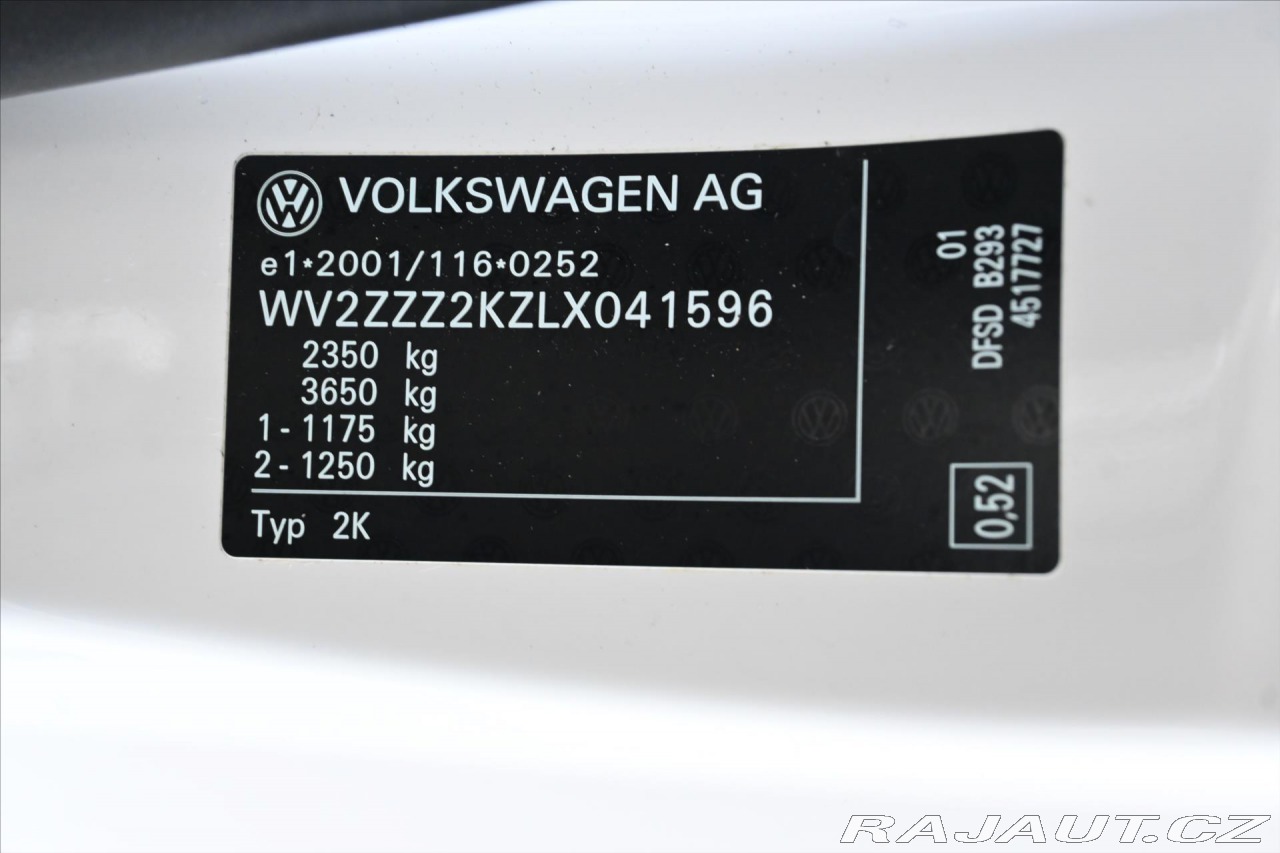 VOLKSWAGEN AG
e1*2001/116*0252
WV2ZZZ2KZLX041596
2350 kg
3650 kg
1 - 1175 kg
2 - 1250 kg
Typ 2K
01
DFSD B293
4517727
0,52
RAJAUT.CZ